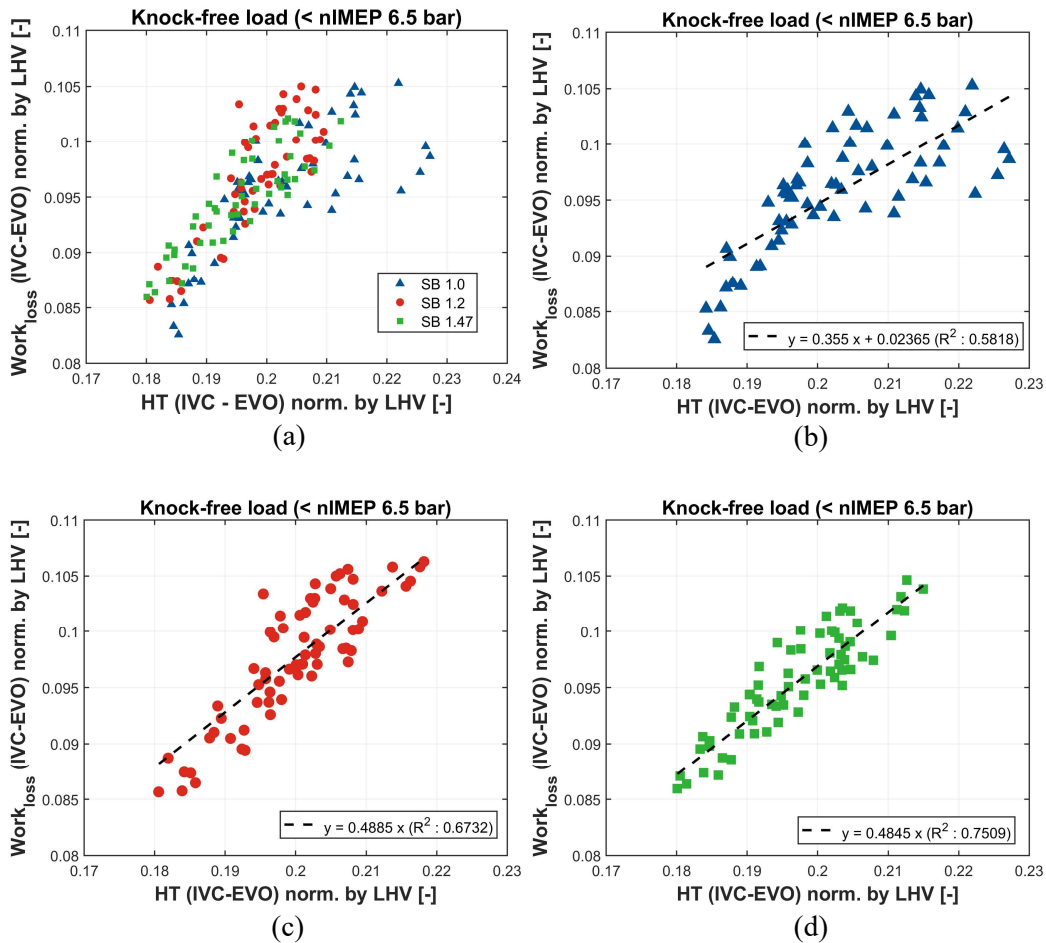 Knock-free load (< nIMEP 6.5 bar)
Work_loss (IVC-EVO) norm. by LHV [-]
0.11
0.105
0.1
0.095
0.09
0.085
0.08
0.17 0.18 0.19 0.2 0.21 0.22 0.23 0.24
HT (IVC - EVO) norm. by LHV [-]
SB 1.0
SB 1.2
SB 1.47
(a)
Knock-free load (< nIMEP 6.5 bar)
Work_loss (IVC-EVO) norm. by LHV [-]
0.11
0.105
0.1
0.095
0.09
0.085
0.08
0.17 0.18 0.19 0.2 0.21 0.22 0.23
HT (IVC-EVO) norm. by LHV [-]
y = 0.355 x + 0.02365 (R² : 0.5818)
(b)
Knock-free load (< nIMEP 6.5 bar)
Work_loss (IVC-EVO) norm. by LHV [-]
0.11
0.105
0.1
0.095
0.09
0.085
0.08
0.17 0.18 0.19 0.2 0.21 0.22 0.23
HT (IVC-EVO) norm. by LHV [-]
y = 0.4885 x (R² : 0.6732)
(c)
Knock-free load (< nIMEP 6.5 bar)
Work_loss (IVC-EVO) norm. by LHV [-]
0.11
0.105
0.1
0.095
0.09
0.085
0.08
0.17 0.18 0.19 0.2 0.21 0.22 0.23
HT (IVC-EVO) norm. by LHV [-]
y = 0.4845 x (R² : 0.7509)
(d)